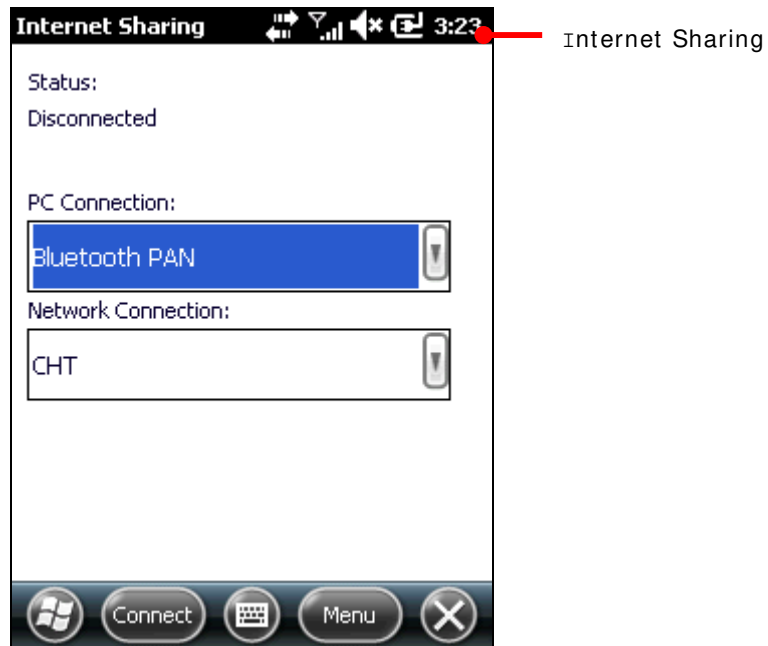 Internet Sharing 3:23
Internet Sharing
Status:
Disconnected
PC Connection:
Bluetooth PAN
Network Connection:
CHT
Connect Menu